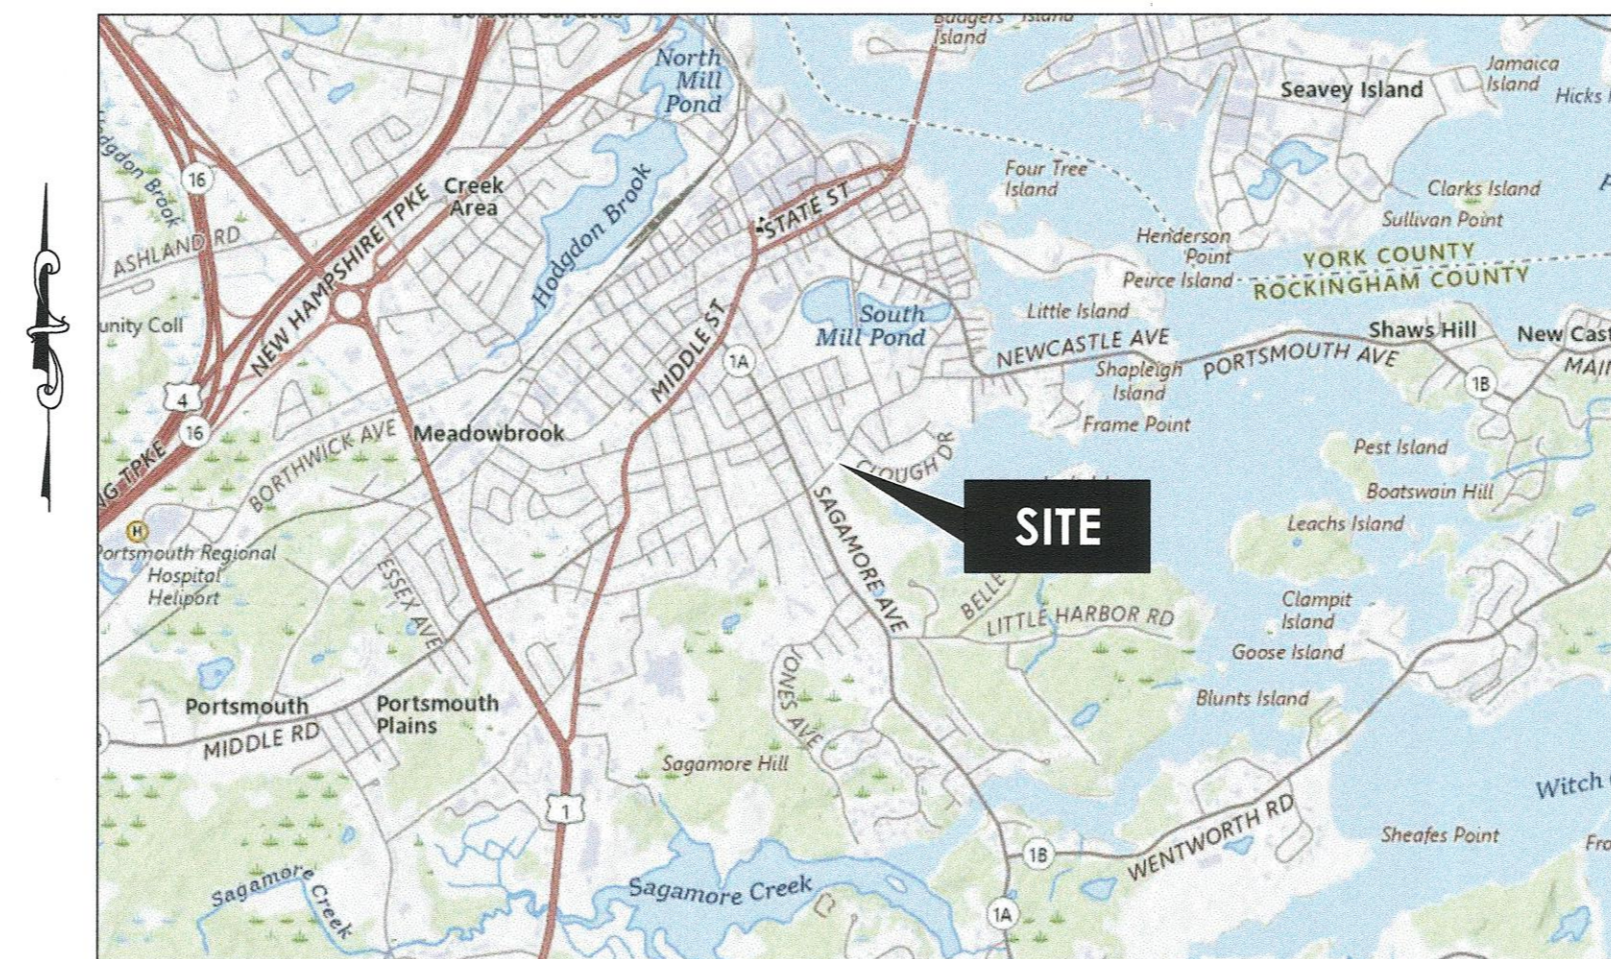 Island
Badgers Island
North
Mill
Pond
Jamaica
Island
Seavey Island
Hicks
Hodgdon Brook
16
Creek
Area
Four Tree
Island
Clarks Island
Sullivan Point
STATE ST
ASHLAND RD
NEW HAMPSHIRE TPKE
Hodgdon Brook
Henderson
Point
Peirce Island
YORK COUNTY
ROCKINGHAM COUNTY
unity Coll
South
Mill Pond
Little Island
MIDDLE ST
1A
NEWCASTLE AVE
Shapleigh
Island
PORTSMOUTH AVE
Shaws Hill
New Cast
MAIN
1B
4
16
Meadowbrook
BORTHWICK AVE
NG TPKE
Frame Point
Pest Island
CLOUGH DR
Boatswain Hill
SITE
Leachs Island
H
Portsmouth Regional
Hospital
Heliport
ESSEX AVE
SAGAMORE AVE
BELLE
LITTLE HARBOR RD
Clampit
Island
Goose Island
Blunts Island
JONES AVE
Portsmouth
Portsmouth
Plains
MIDDLE RD
Sagamore Hill
1
Witch
Sheafes Point
Fro
WENTWORTH RD
1B
Sagamore
Creek
Sagamore Creek
1A